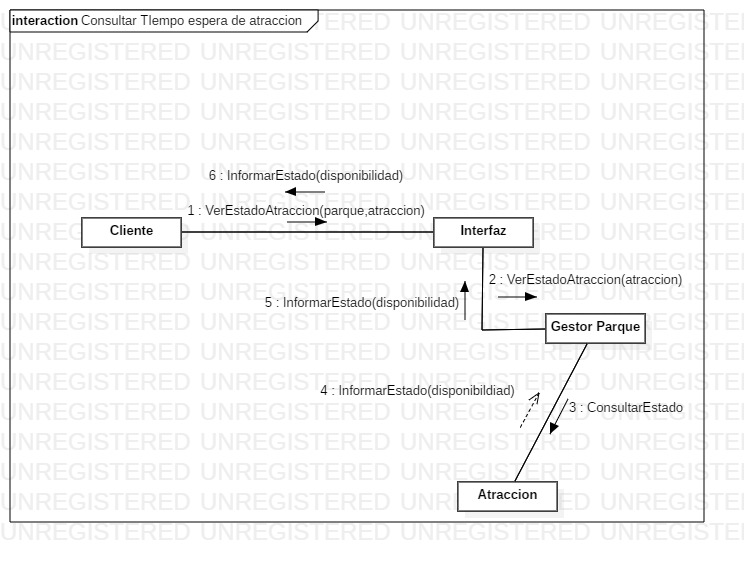 interaction Consultar TIempo espera de atraccion
6 : InformarEstado(disponibilidad)
1 : VerEstadoAtraccion(parque,atraccion)
Cliente
Interfaz
2 : VerEstadoAtraccion(atraccion)
5 : InformarEstado(disponibilidad)
Gestor Parque
4 : InformarEstado(disponibildiad)
3 : ConsultarEstado
Atraccion
UNREGISTERED UNREGISTERED UNREGISTERED UNREGISTERED